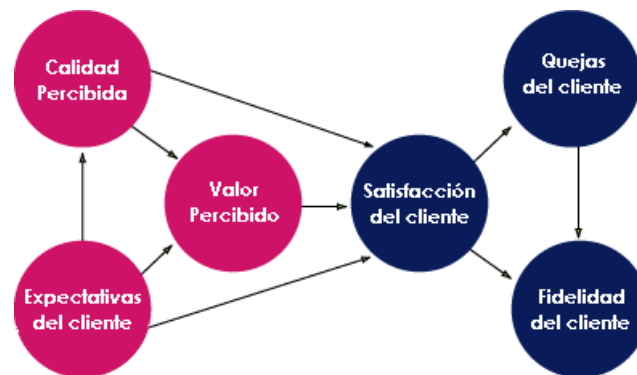 Calidad
Percibida
Quejas
del cliente
Valor
Percibido
Satisfacción
del cliente
Expectativas
del cliente
Fidelidad
del cliente